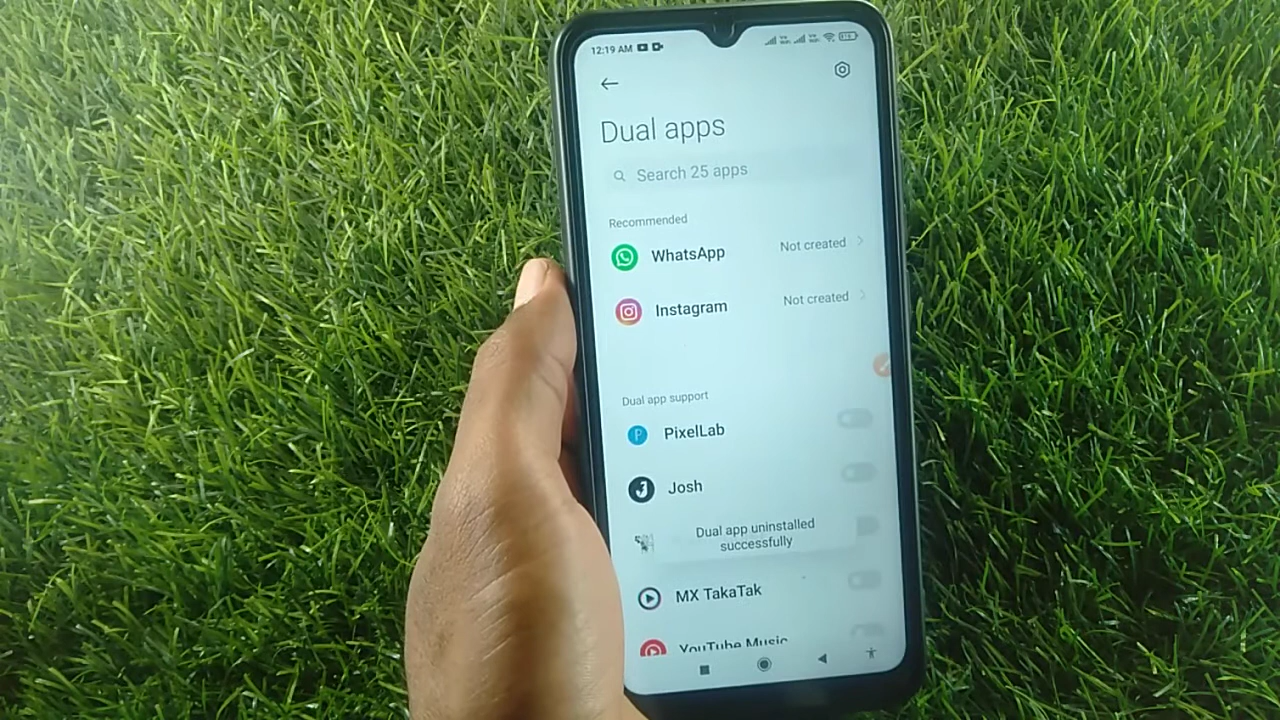 12:19 AM
Dual apps
Search 25 apps
Recommended
WhatsApp Not created
Instagram Not created
Dual app support
PixelLab
Josh
Dual app uninstalled
successfully
MX TakaTak
YouTube Music